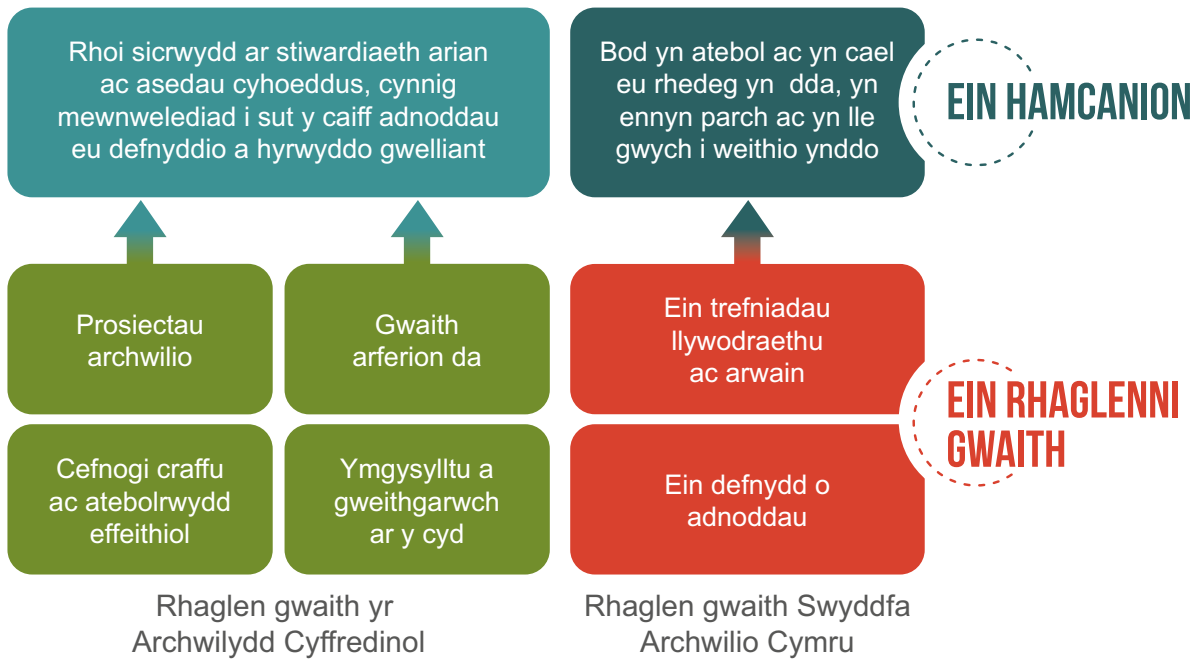 Rhoi sicrwydd ar stiwardiaeth arian
ac asedau cyhoeddus, cynnig
mewnwelediad i sut y caiff adnoddau
eu defnyddio a hyrwyddo gwelliant
Bod yn atebol ac yn cael
eu rhedeg yn dda, yn
ennyn parch ac yn lle
gwych i weithio ynddo
EIN HAMCANION
Prosiectau
archwilio
Gwaith
arferion da
Ein trefniadau
llywodraethu
ac arwain
EIN RHAGLENNI
GWAITH
Cefnogi craffu
ac atebolrwydd
effeithiol
Ymgysylltu a
gweithgarwch
ar y cyd
Ein defnydd o
adnoddau
Rhaglen gwaith yr
Archwilydd Cyffredinol
Rhaglen gwaith Swyddfa
Archwilio Cymru